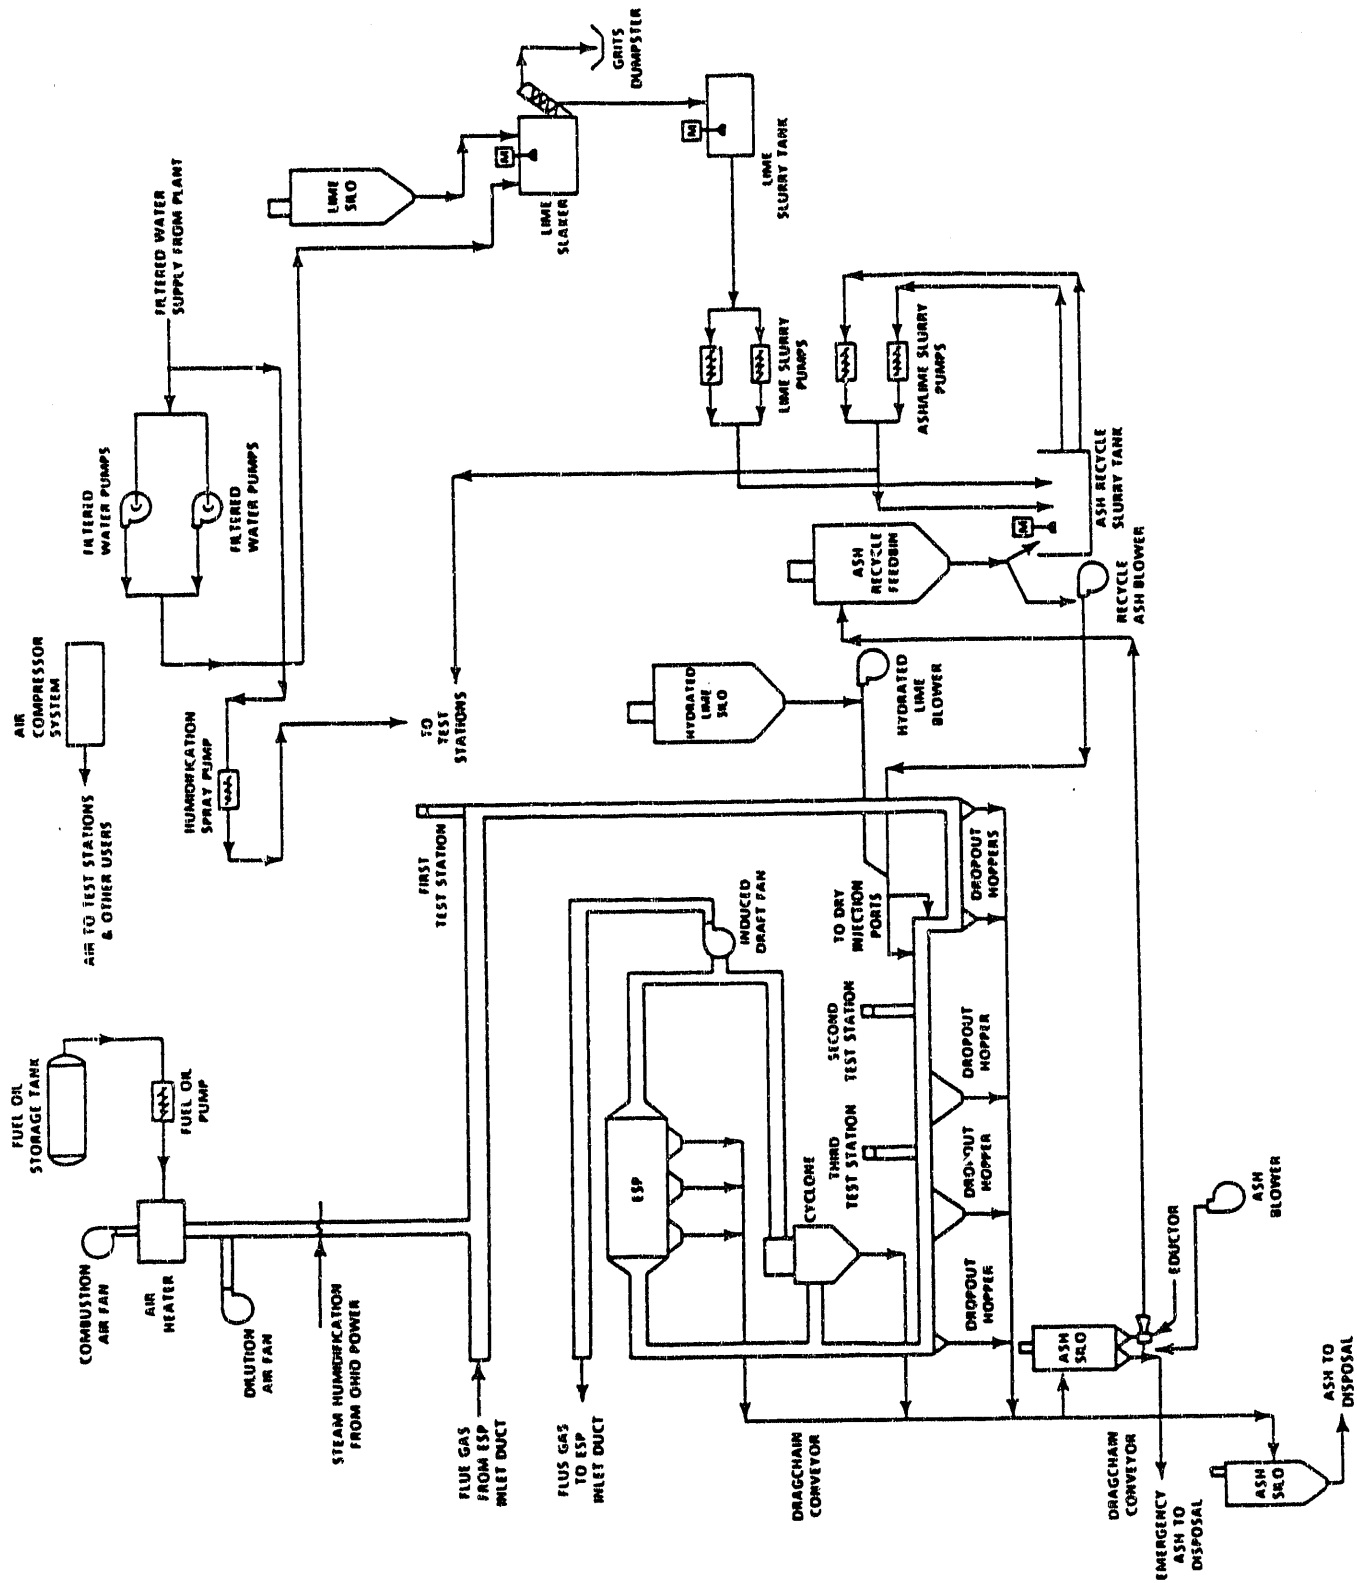 FUEL OIL
STORAGE TANK
FUEL OIL
PUMP
COMBUSTION
AIR FAN
AIR
HEATER
DILUTION
AIR FAN
STEAM HUMIDIFICATION
FROM OHIO POWER
AIR
COMPRESSOR
SYSTEM
AIR TO TEST STATIONS
& OTHER USERS
FILTERED
WATER PUMPS
FILTERED
WATER PUMPS
FILTERED WATER
SUPPLY FROM PLANT
HUMIDIFICATION
SPRAY PUMP
TO
TEST
STATIONS
LIME
SILO
M
LIME
SLAKER
GRITS
DUMPSTER
M
LIME
SLURRY TANK
LIME SLURRY
PUMPS
ASH/LIME SLURRY
PUMPS
M
ASH RECYCLE
SLURRY TANK
ASH
RECYCLE
FEEDBIN
RECYCLE
ASH BLOWER
HYDRATED
LIME
SILO
HYDRATED
LIME
BLOWER
FIRST
TEST STATION
FLUE GAS
FROM ESP
INLET DUCT
FLUS GAS
TO ESP
INLET DUCT
INDUCED
DRAFT FAN
ESP
CYCLONE
TO DRY
INJECTION
PORTS
SECOND
TEST STATION
THIRD
TEST STATION
DROPOUT
HOPPERS
DROPOUT
HOPPER
DROPOUT
HOPPER
DROPOUT
HOPPER
DRAGCHAIN
CONVEYOR
DRAGCHAIN
CONVEYOR
ASH
SILO
EDUCTOR
ASH
BLOWER
EMERGENCY
ASH TO
DISPOSAL
ASH
SILO
ASH TO
DISPOSAL